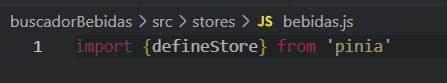 buscadorBebidas > src > stores > JS bebidas.js
1 import {defineStore} from 'pinia'